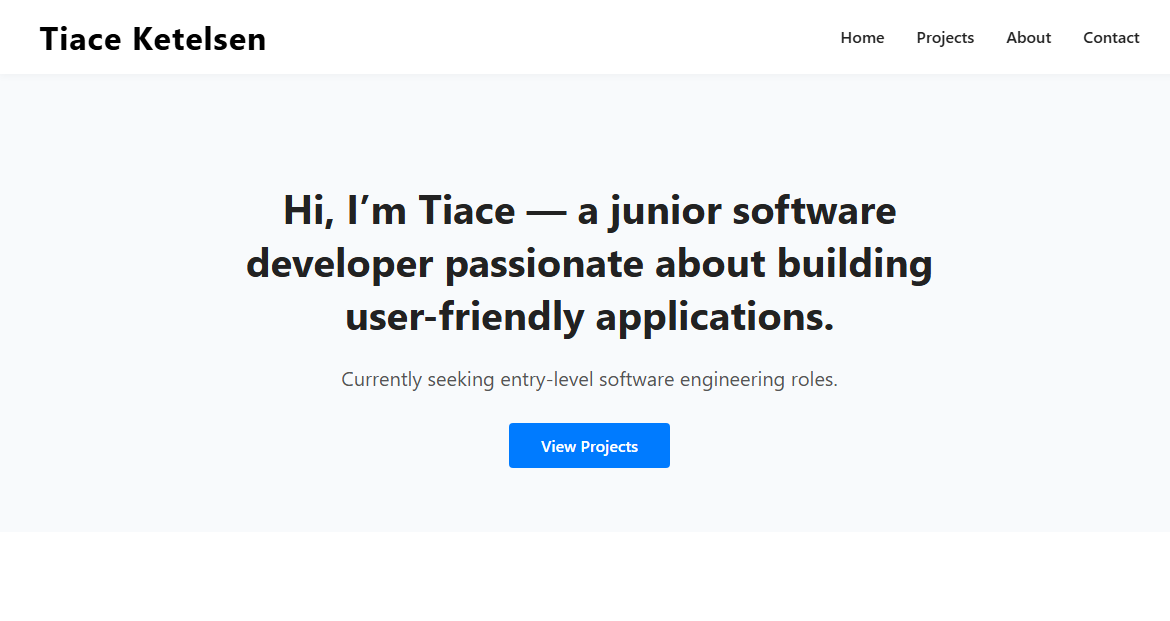 Tiace Ketelsen
Home Projects About Contact
Hi, I’m Tiace — a junior software
developer passionate about building
user-friendly applications.
Currently seeking entry-level software engineering roles.
View Projects